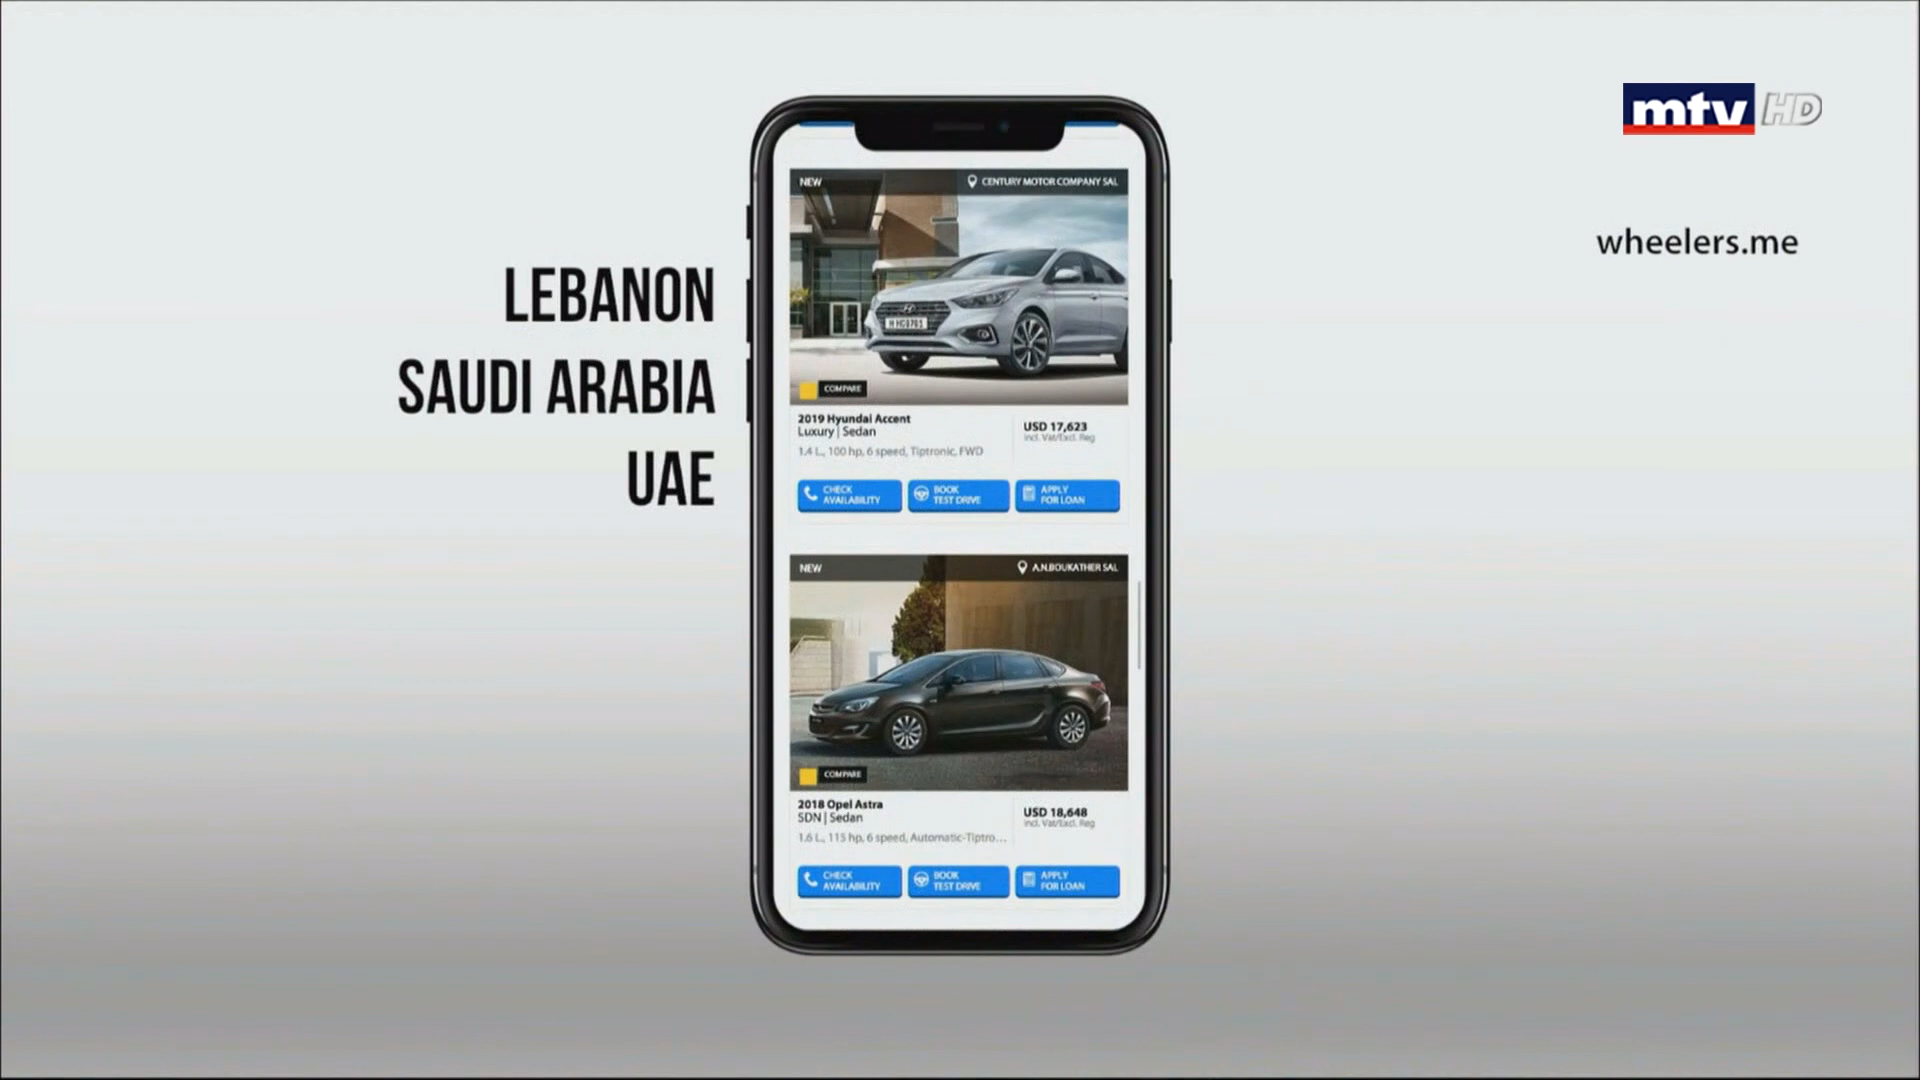 mtv HD
wheelers.me
LEBANON
SAUDI ARABIA
UAE
NEW
CENTURY MOTOR COMPANY SAL
COMPARE
2019 Hyundai Accent
Luxury | Sedan
1.4 L., 100 hp, 6 speed, Tiptronic, FWD
USD 17,623
incl. Vat/Excl. Reg
CHECK
AVAILABILITY
BOOK
TEST DRIVE
APPLY
FOR LOAN
NEW
A.N.BOUKATHER SAL
COMPARE
2018 Opel Astra
SDN | Sedan
1.6 L., 115 hp, 6 speed, Automatic-Tiptro...
USD 18,648
incl. Vat/Excl. Reg
CHECK
AVAILABILITY
BOOK
TEST DRIVE
APPLY
FOR LOAN